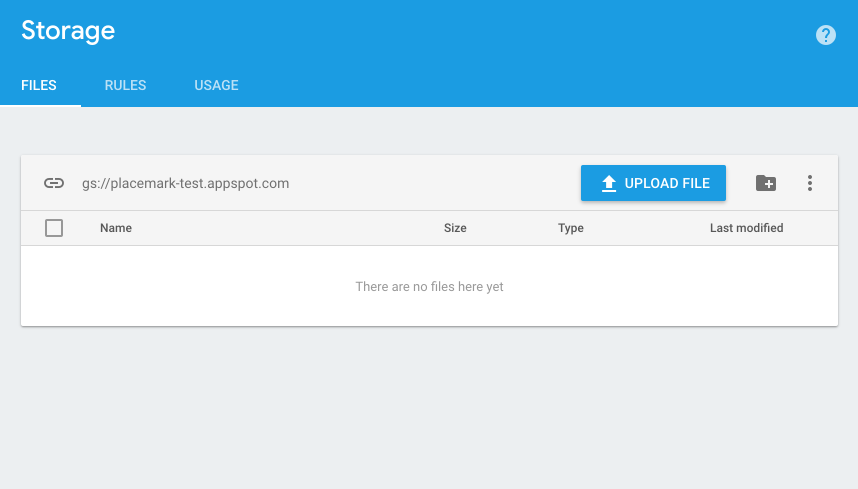 Storage
?
FILES RULES USAGE
gs://placemark-test.appspot.com UPLOAD FILE
Name Size Type Last modified
There are no files here yet